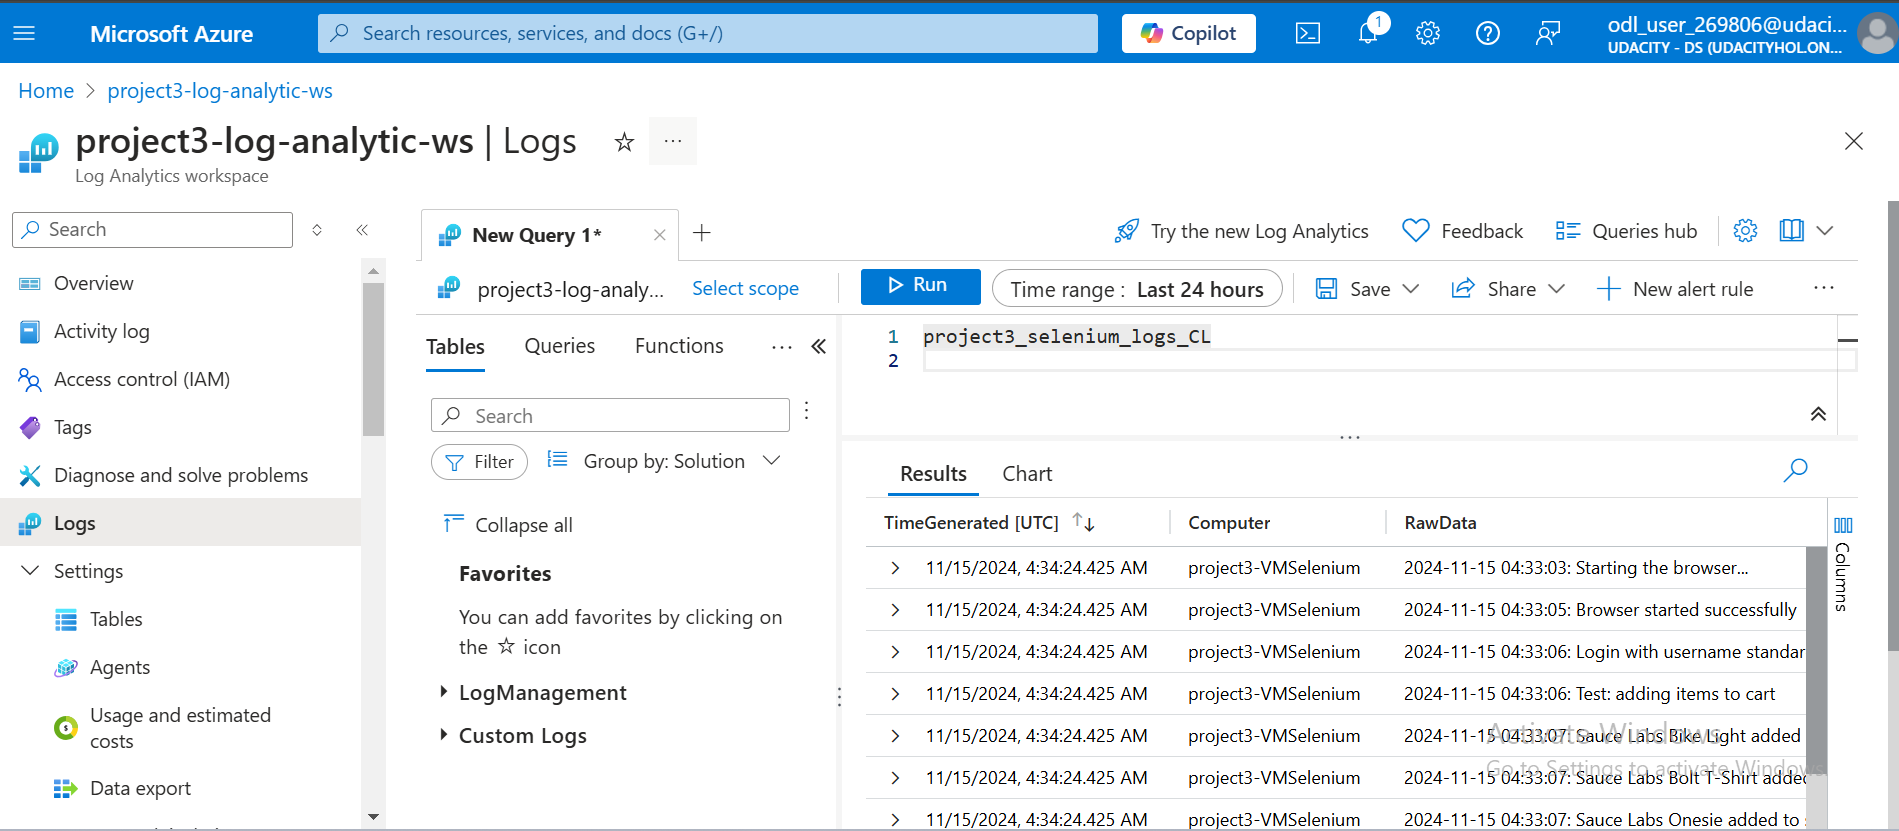 Microsoft Azure
Search resources, services, and docs (G+/)
Copilot
1
odl_user_269806@udaci...
UDACITY - DS (UDACITYHOL.ON...
Home > project3-log-analytic-ws
project3-log-analytic-ws | Logs
Log Analytics workspace
Search
Overview
Activity log
Access control (IAM)
Tags
Diagnose and solve problems
Logs
Settings
Tables
Agents
Usage and estimated
costs
Data export
New Query 1*
Try the new Log Analytics
Feedback
Queries hub
project3-log-analy...
Select scope
Run
Time range : Last 24 hours
Save
Share
New alert rule
Tables
Queries
Functions
Search
Filter
Group by: Solution
Collapse all
Favorites
You can add favorites by clicking on
the ☆ icon
LogManagement
Custom Logs
1 project3_selenium_logs_CL
2
Results
Chart
TimeGenerated [UTC] Computer RawData
11/15/2024, 4:34:24.425 AM project3-VMSelenium 2024-11-15 04:33:03: Starting the browser...
11/15/2024, 4:34:24.425 AM project3-VMSelenium 2024-11-15 04:33:05: Browser started successfully
11/15/2024, 4:34:24.425 AM project3-VMSelenium 2024-11-15 04:33:06: Login with username standar
11/15/2024, 4:34:24.425 AM project3-VMSelenium 2024-11-15 04:33:06: Test: adding items to cart
11/15/2024, 4:34:24.425 AM project3-VMSelenium 2024-11-15 04:33:07: Sauce Labs Bike Light added
11/15/2024, 4:34:24.425 AM project3-VMSelenium 2024-11-15 04:33:07: Sauce Labs Bolt T-Shirt added
11/15/2024, 4:34:24.425 AM project3-VMSelenium 2024-11-15 04:33:07: Sauce Labs Onesie added to
Columns
Activate Windows
Go to Settings to activate Windows.